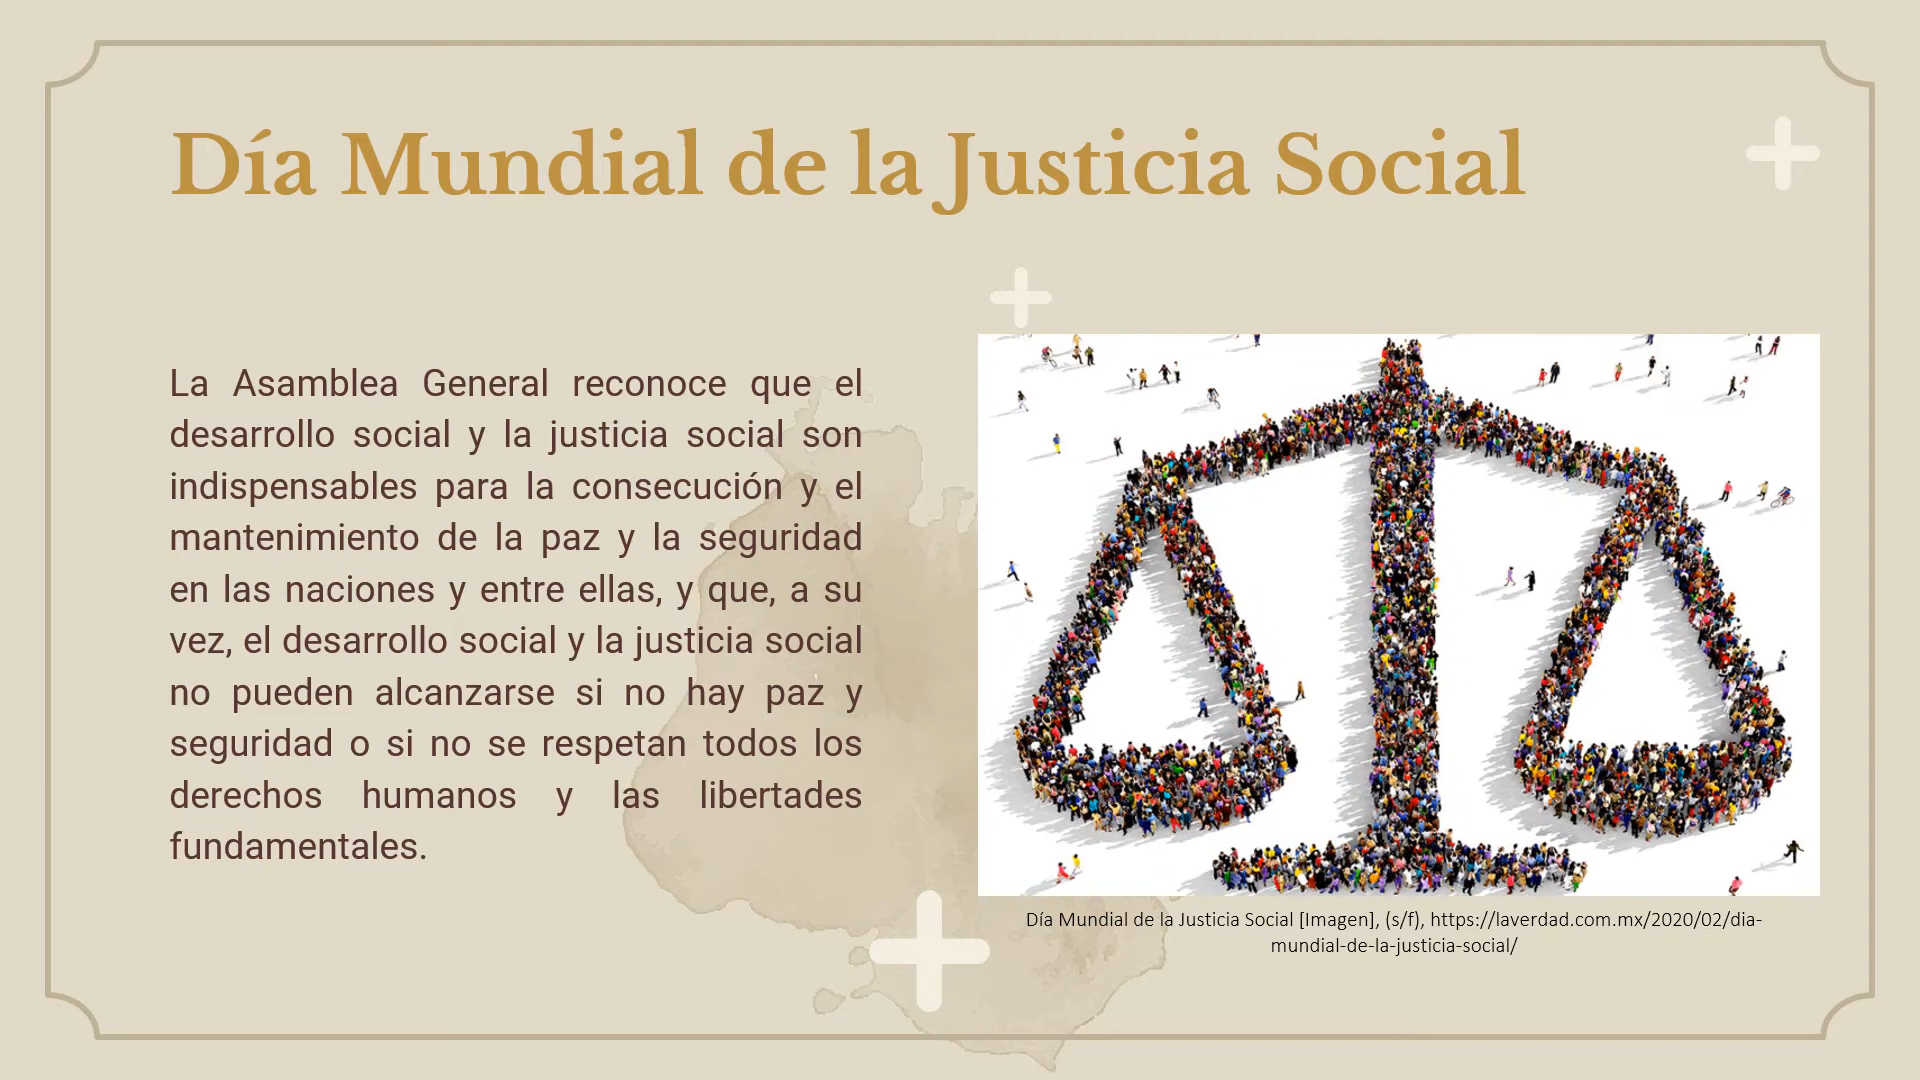 Día Mundial de la Justicia Social
La Asamblea General reconoce que el
desarrollo social y la justicia social son
indispensables para la consecución y el
mantenimiento de la paz y la seguridad
en las naciones y entre ellas, y que, a su
vez, el desarrollo social y la justicia social
no pueden alcanzarse si no hay paz y
seguridad o si no se respetan todos los
derechos humanos y las libertades
fundamentales.
Día Mundial de la Justicia Social [Imagen], (s/f), https://laverdad.com.mx/2020/02/dia-
mundial-de-la-justicia-social/